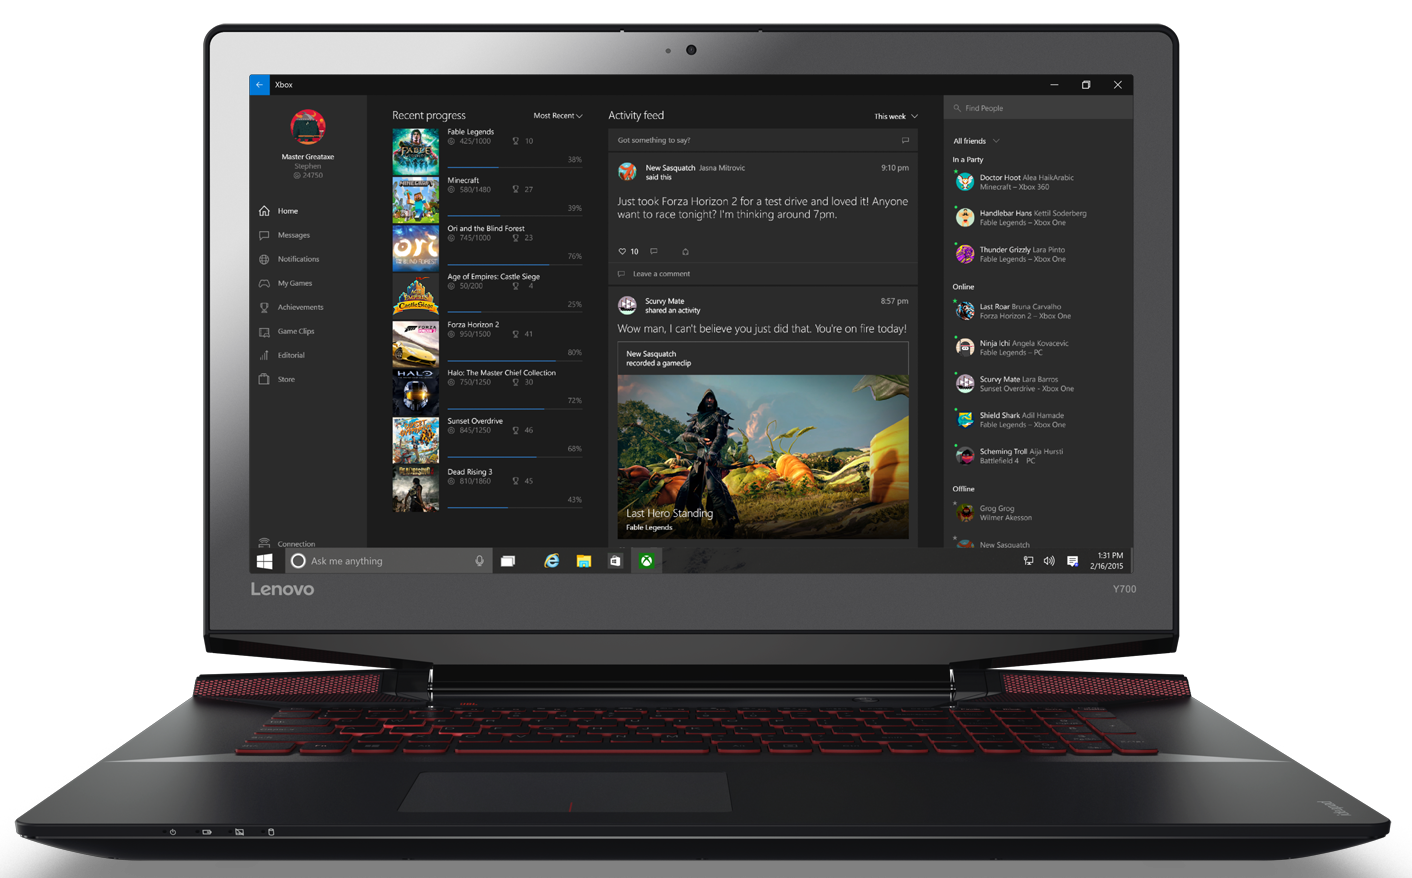 Xbox
Master Greataxe
Stephen
24750
Home
Messages
Notifications
My Games
Achievements
Game Clips
Editorial
Store
Connection
Recent progress
Most Recent
Fable Legends
425/1000 10
38%
Minecraft
580/1480 27
39%
Ori and the Blind Forest
745/1000 23
76%
Age of Empires: Castle Siege
50/200 4
25%
Forza Horizon 2
950/1500 41
80%
Halo: The Master Chief Collection
750/1250 30
72%
Sunset Overdrive
845/1250 46
68%
Dead Rising 3
810/1860 45
43%
FABLE
MINECRAFT
ori
FORZA
HALO
Activity feed
This week
Got something to say?
New Sasquatch Jasna Mitrovic
said this
9:10 pm
Just took Forza Horizon 2 for a test drive and loved it! Anyone
want to race tonight? I'm thinking around 7pm.
10
Leave a comment
Scurvy Mate
shared an activity
8:57 pm
Wow man, I can't believe you just did that. You're on fire today!
New Sasquatch
recorded a gameclip
Last Hero Standing
Fable Legends
Find People
All friends
In a Party
Doctor Hoot Alea HaikArabic
Minecraft – Xbox 360
Handlebar Hans Kettil Soderberg
Fable Legends – Xbox One
Thunder Grizzly Lara Pinto
Fable Legends – Xbox One
Online
Last Roar Bruna Carvalho
Forza Horizon 2 – Xbox One
Ninja Ichi Angela Kovacevic
Fable Legends – PC
Scurvy Mate Lara Barros
Sunset Overdrive - Xbox One
Shield Shark Adil Hamade
Fable Legends – Xbox One
Scheming Troll Aija Hursti
Battlefield 4 PC
Offline
Grog Grog
Wilmer Akesson
New Sasquatch
Ask me anything
1:31 PM
2/16/2015
Lenovo
Y700